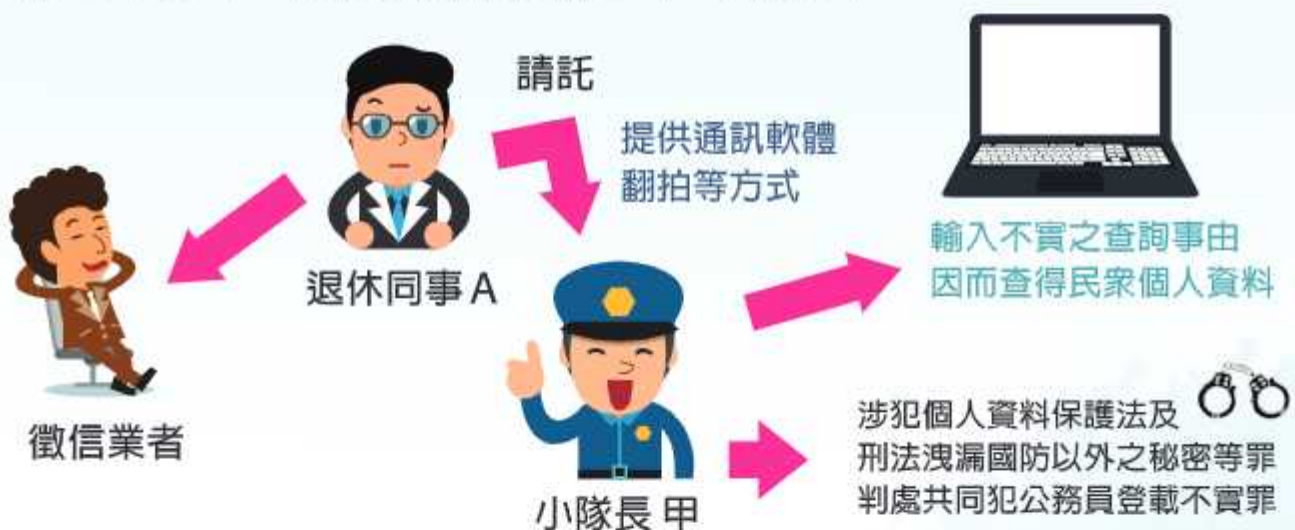 請託
提供通訊軟體
翻拍等方式
退休同事 A
輸入不實之查詢事由
因而查得民眾個人資料
徵信業者
涉犯個人資料保護法及
刑法洩漏國防以外之秘密等罪
判處共同犯公務員登載不實罪
小隊長 甲